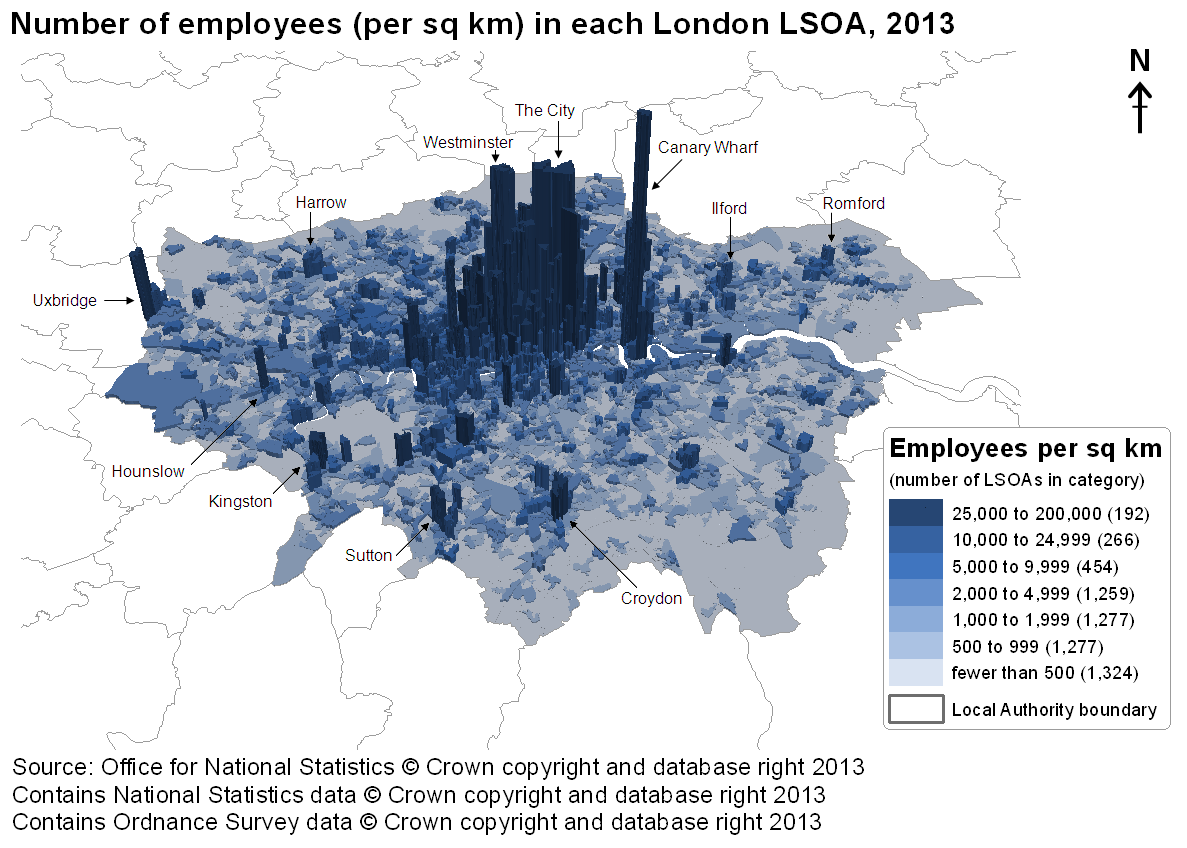 Number of employees (per sq km) in each London LSOA, 2013
N
The City
Westminster
Canary Wharf
Harrow
Ilford
Romford
Uxbridge
Hounslow
Kingston
Sutton
Croydon
Employees per sq km
(number of LSOAs in category)
25,000 to 200,000 (192)
10,000 to 24,999 (266)
5,000 to 9,999 (454)
2,000 to 4,999 (1,259)
1,000 to 1,999 (1,277)
500 to 999 (1,277)
fewer than 500 (1,324)
Local Authority boundary
Source: Office for National Statistics © Crown copyright and database right 2013
Contains National Statistics data © Crown copyright and database right 2013
Contains Ordnance Survey data © Crown copyright and database right 2013